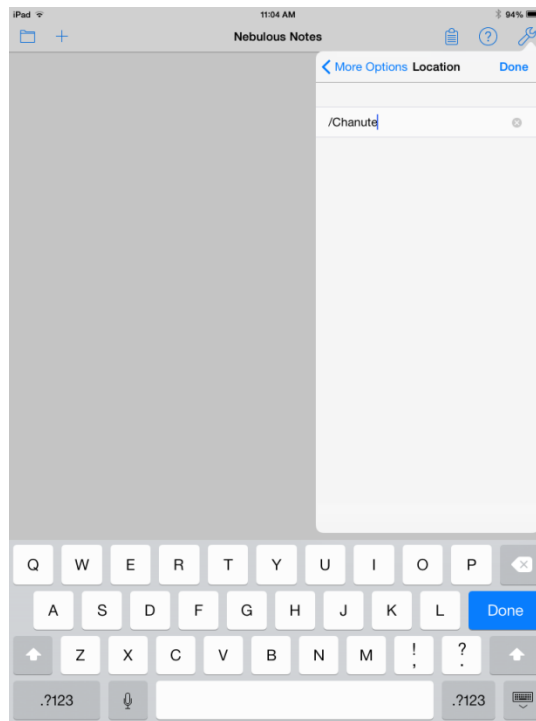 iPad 11:04 AM 94%
Nebulous Notes ?
More Options Location Done
/Chanute
Q W E R T Y U I O P
A S D F G H J K L Done
Z X C V B N M ! , ? .
.?123 .?123